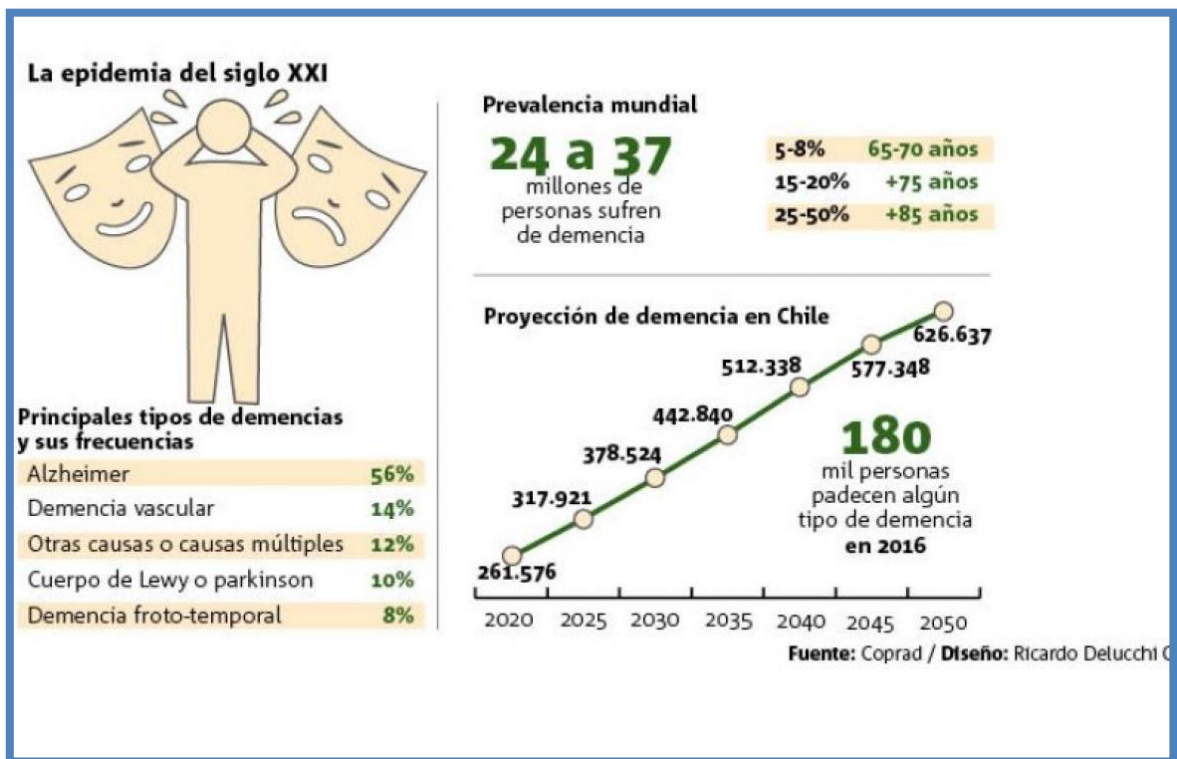 La epidemia del siglo XXI
Principales tipos de demencias
y sus frecuencias
Alzheimer 56%
Demencia vascular 14%
Otras causas o causas múltiples 12%
Cuerpo de Lewy o parkinson 10%
Demencia froto-temporal 8%
Prevalencia mundial
24 a 37
millones de
personas sufren
de demencia
5-8% 65-70 años
15-20% +75 años
25-50% +85 años
Proyección de demencia en Chile
261.576
317.921
378.524
442.840
512.338
577.348
626.637
180
mil personas
padecen algún
tipo de demencia
en 2016
2020 2025 2030 2035 2040 2045 2050
Fuente: Coprad / Diseño: Ricardo Delucchi